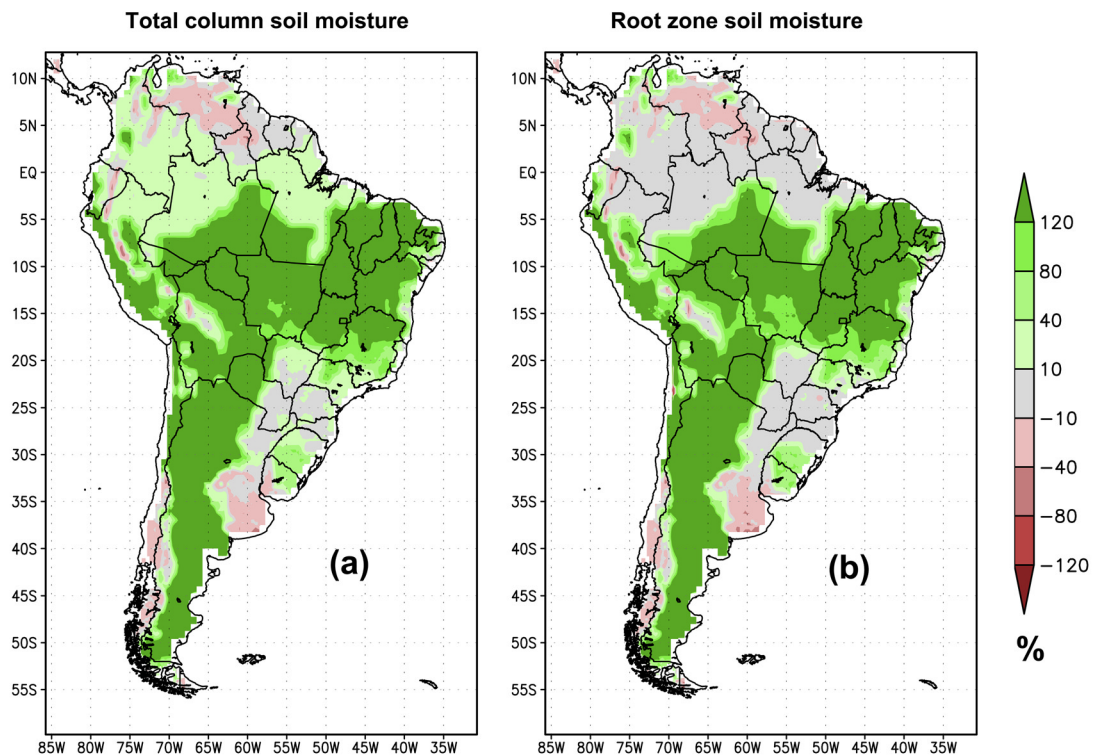 Total column soil moisture
Root zone soil moisture
10N
5N
EQ
5S
10S
15S
20S
25S
30S
35S
40S
45S
50S
55S
85W 80W 75W 70W 65W 60W 55W 50W 45W 40W 35W
(a)
10N
5N
EQ
5S
10S
15S
20S
25S
30S
35S
40S
45S
50S
55S
85W 80W 75W 70W 65W 60W 55W 50W 45W 40W 35W
(b)
120
80
40
10
−10
−40
−80
−120
%